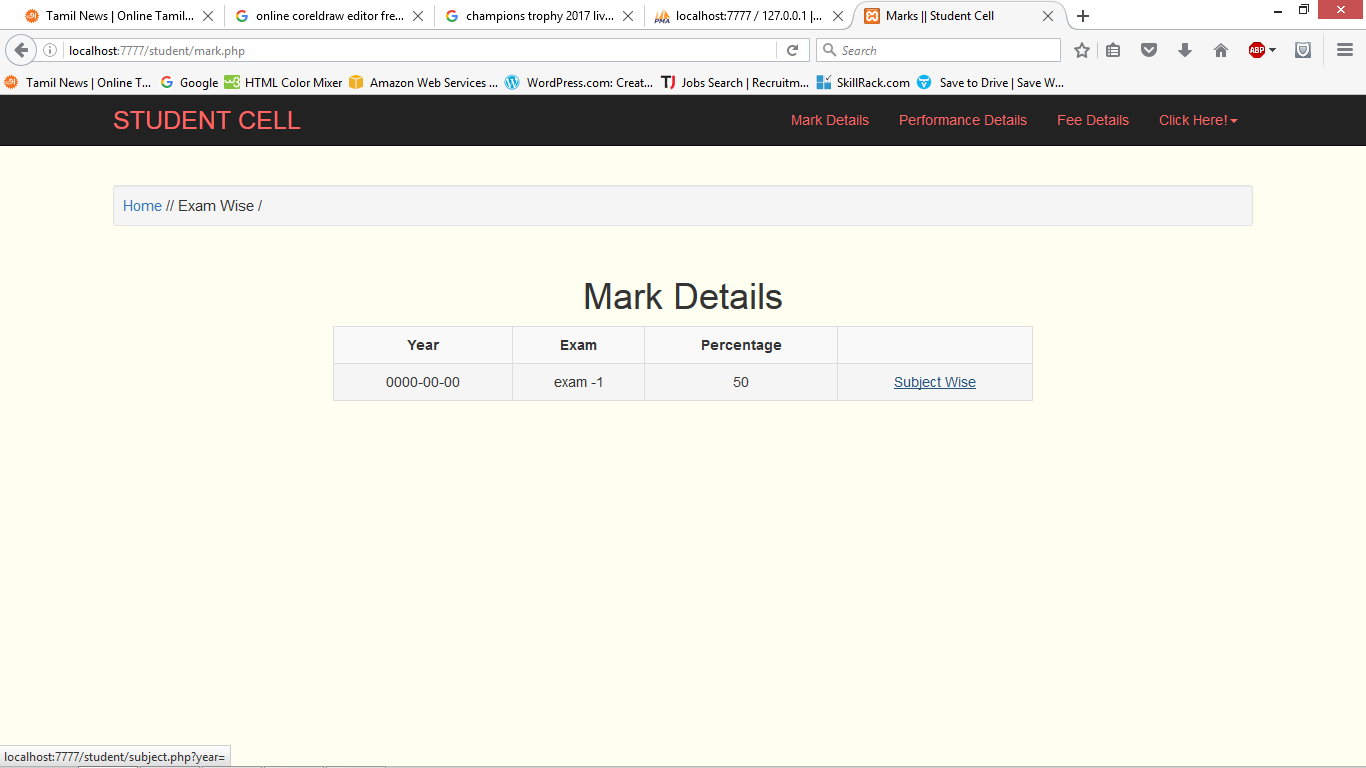 Tamil News | Online Tamil...
online coreldraw editor fre...
champions trophy 2017 liv...
localhost:7777 / 127.0.0.1 |...
Marks || Student Cell
localhost:7777/student/mark.php
Search
ABP
Tamil News | Online T...
Google
HTML Color Mixer
Amazon Web Services ...
WordPress.com: Creat...
Jobs Search | Recruitm...
SkillRack.com
Save to Drive | Save W...
STUDENT CELL
Mark Details
Performance Details
Fee Details
Click Here!
Home // Exam Wise /
Mark Details
Year Exam Percentage
0000-00-00 exam -1 50 Subject Wise
localhost:7777/student/subject.php?year=